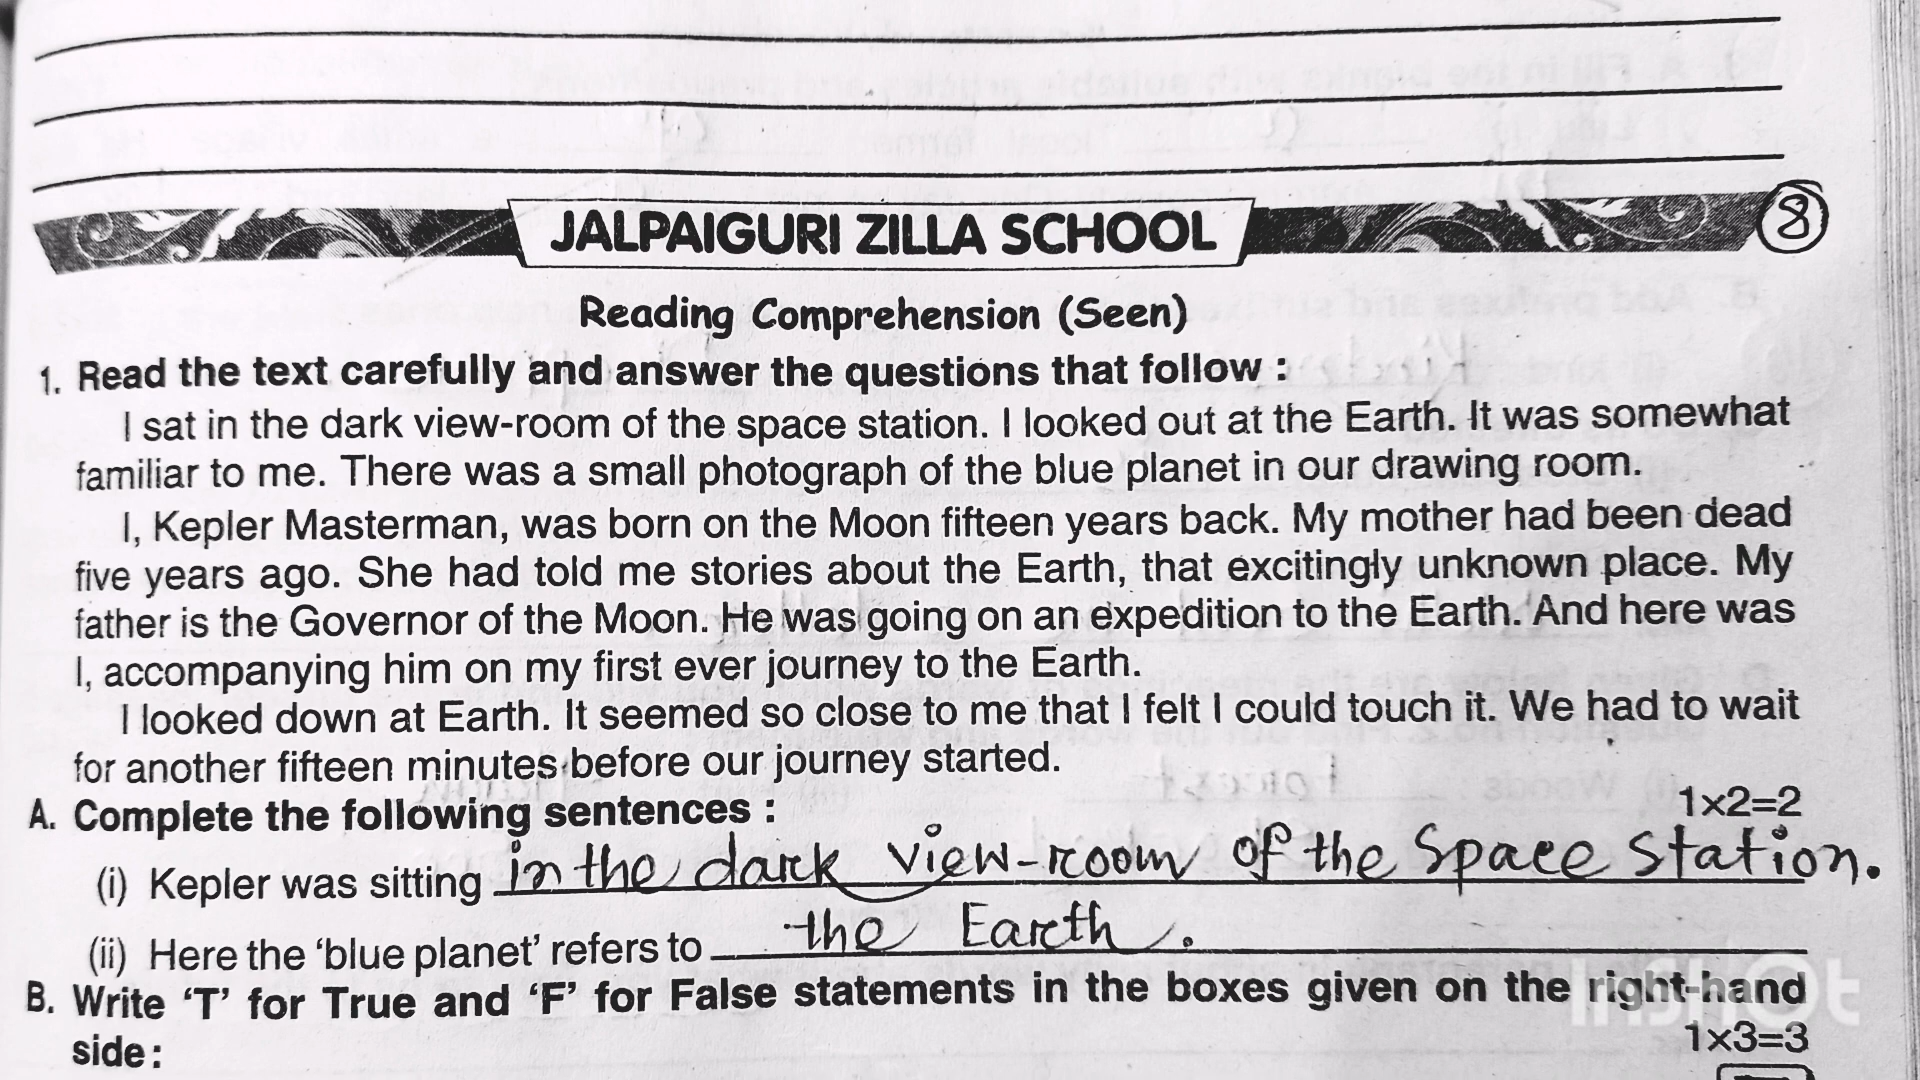 JALPAIGURI ZILLA SCHOOL
8
Reading Comprehension (Seen)
1. Read the text carefully and answer the questions that follow :
I sat in the dark view-room of the space station. I looked out at the Earth. It was somewhat
familiar to me. There was a small photograph of the blue planet in our drawing room.
I, Kepler Masterman, was born on the Moon fifteen years back. My mother had been dead
five years ago. She had told me stories about the Earth, that excitingly unknown place. My
father is the Governor of the Moon. He was going on an expedition to the Earth. And here was
I, accompanying him on my first ever journey to the Earth.
I looked down at Earth. It seemed so close to me that I felt I could touch it. We had to wait
for another fifteen minutes before our journey started.
A. Complete the following sentences : 1×2=2
(i) Kepler was sitting in the dark view-room of the Space station.
(ii) Here the ‘blue planet’ refers to the Earth.
B. Write ‘T’ for True and ‘F’ for False statements in the boxes given on the right-hand
side : 1×3=3
InShot